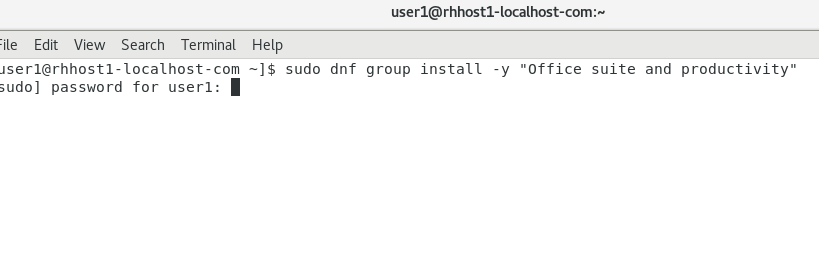 user1@rhhost1-localhost-com:~
File Edit View Search Terminal Help
user1@rhhost1-localhost-com ~]$ sudo dnf group install -y "Office suite and productivity"
sudo] password for user1: